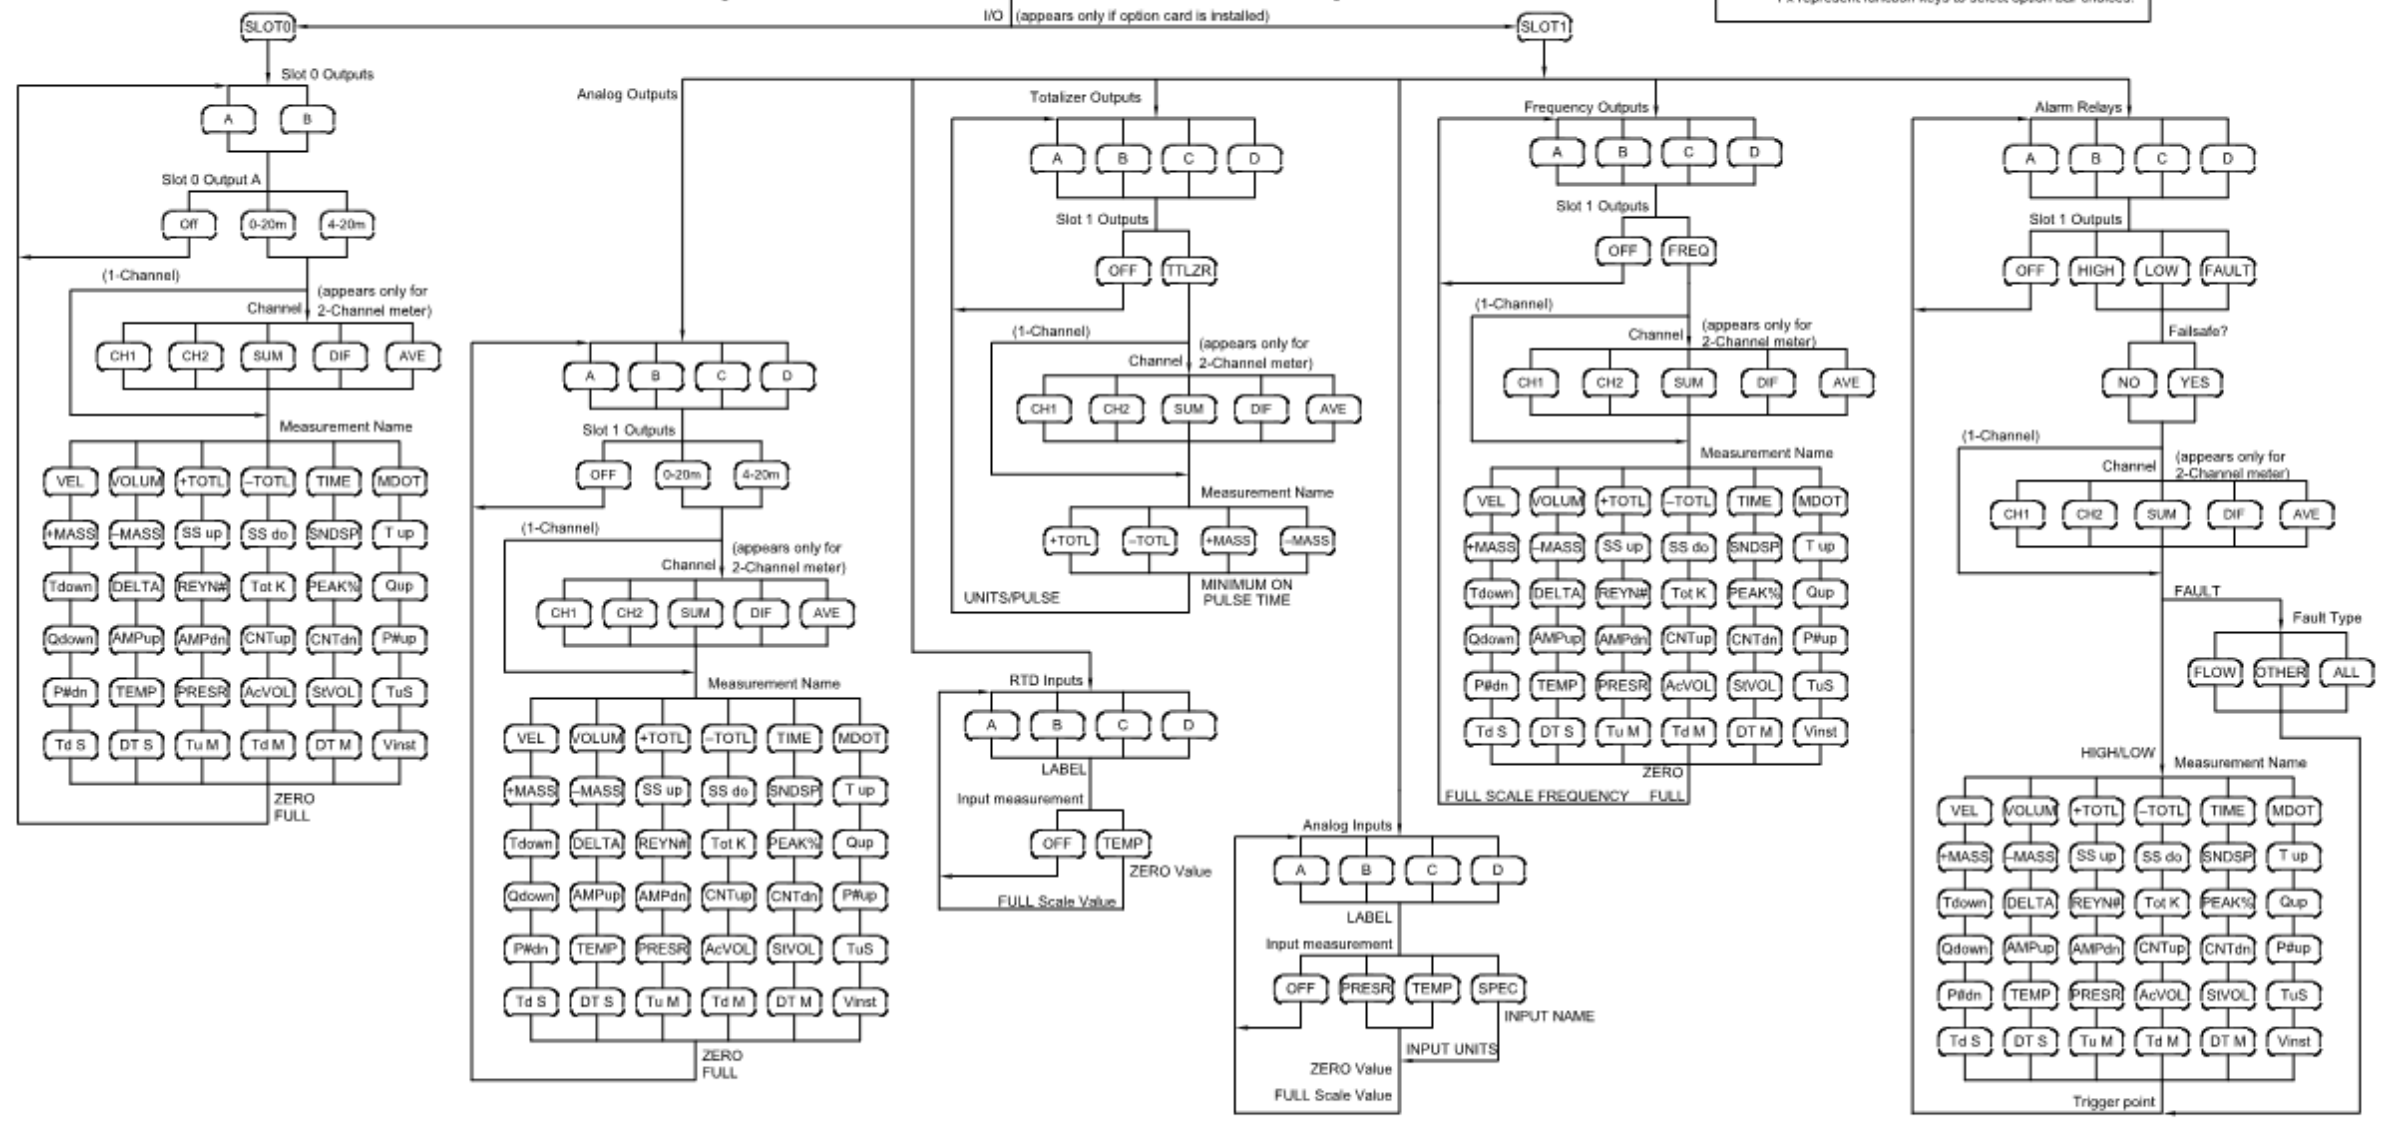 I/O (appears only if option card is installed)
SLOT0
SLOT1
Slot 0 Outputs
A B
Slot 0 Output A
Off 0-20m 4-20m
(1-Channel)
(appears only for
Channel 2-Channel meter)
CH1 CH2 SUM DIF AVE
Measurement Name
VEL VOLUM +TOTL –TOTL TIME MDOT
+MASS –MASS SS up SS do SNDSP T up
Tdown DELTA REYN# Tot K PEAK% Qup
Qdown AMPup AMPdn CNTup CNTdn P#up
P#dn TEMP PRESR AcVOL StVOL TuS
Td S DT S Tu M Td M DT M Vinst
ZERO
FULL
Analog Outputs
A B C D
Slot 1 Outputs
OFF 0-20m 4-20m
(1-Channel)
(appears only for
Channel 2-Channel meter)
CH1 CH2 SUM DIF AVE
Measurement Name
VEL VOLUM +TOTL –TOTL TIME MDOT
+MASS –MASS SS up SS do SNDSP T up
Tdown DELTA REYN# Tot K PEAK% Qup
Qdown AMPup AMPdn CNTup CNTdn P#up
P#dn TEMP PRESR AcVOL StVOL TuS
Td S DT S Tu M Td M DT M Vinst
ZERO
FULL
Totalizer Outputs
A B C D
Slot 1 Outputs
OFF TTLZR
(1-Channel)
(appears only for
Channel 2-Channel meter)
CH1 CH2 SUM DIF AVE
Measurement Name
+TOTL –TOTL +MASS –MASS
MINIMUM ON
PULSE TIME
UNITS/PULSE
RTD Inputs
A B C D
LABEL
Input measurement
OFF TEMP
ZERO Value
FULL Scale Value
Analog Inputs
A B C D
LABEL
Input measurement
OFF PRESR TEMP SPEC
INPUT NAME
INPUT UNITS
ZERO Value
FULL Scale Value
Frequency Outputs
A B C D
Slot 1 Outputs
OFF FREQ
(1-Channel)
(appears only for
Channel 2-Channel meter)
CH1 CH2 SUM DIF AVE
Measurement Name
VEL VOLUM +TOTL –TOTL TIME MDOT
+MASS –MASS SS up SS do SNDSP T up
Tdown DELTA REYN# Tot K PEAK% Qup
Qdown AMPup AMPdn CNTup CNTdn P#up
P#dn TEMP PRESR AcVOL StVOL TuS
Td S DT S Tu M Td M DT M Vinst
ZERO
FULL SCALE FREQUENCY FULL
Alarm Relays
A B C D
Slot 1 Outputs
OFF HIGH LOW FAULT
Failsafe?
NO YES
(1-Channel)
(appears only for
Channel 2-Channel meter)
CH1 CH2 SUM DIF AVE
FAULT
Fault Type
FLOW OTHER ALL
HIGH/LOW
Measurement Name
VEL VOLUM +TOTL –TOTL TIME MDOT
+MASS –MASS SS up SS do SNDSP T up
Tdown DELTA REYN# Tot K PEAK% Qup
Qdown AMPup AMPdn CNTup CNTdn P#up
P#dn TEMP PRESR AcVOL StVOL TuS
Td S DT S Tu M Td M DT M Vinst
Trigger point